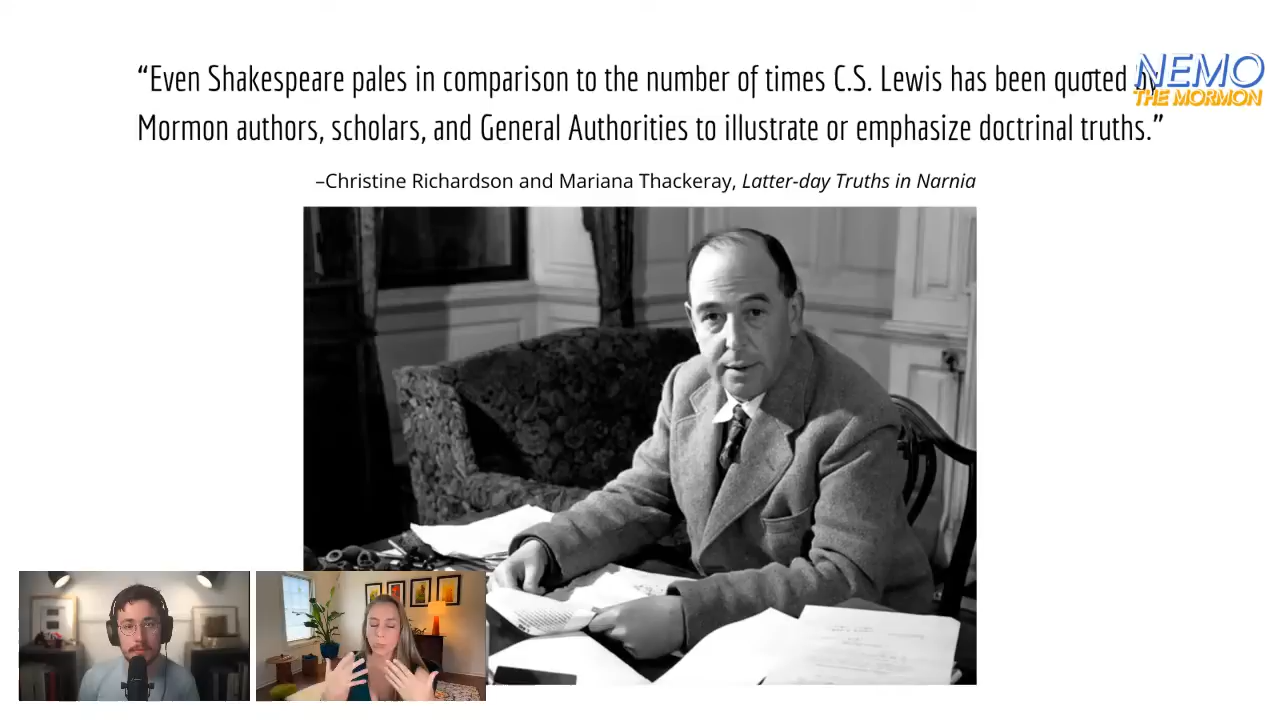 “Even Shakespeare pales in comparison to the number of times C.S. Lewis has been quoted by
Mormon authors, scholars, and General Authorities to illustrate or emphasize doctrinal truths.”
–Christine Richardson and Mariana Thackeray, Latter-day Truths in Narnia
NEMO
THE MORMON